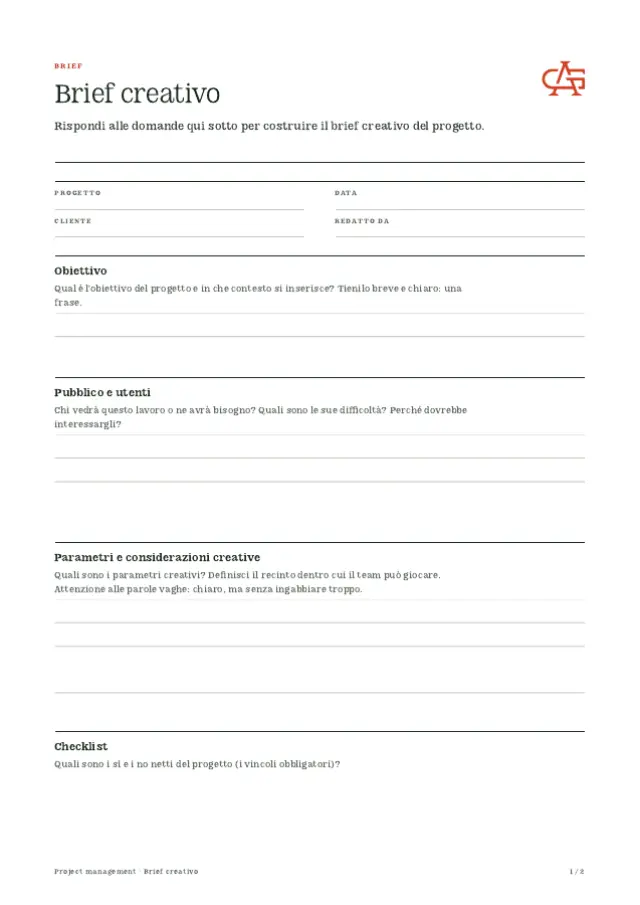 BRIEF
Brief creativo
Rispondi alle domande qui sotto per costruire il brief creativo del progetto.
PROGETTO
DATA
CLIENTE
REDATTO DA
Obiettivo
Qual è l'obiettivo del progetto e in che contesto si inserisce? Tienilo breve e chiaro: una
frase.
Pubblico e utenti
Chi vedrà questo lavoro o ne avrà bisogno? Quali sono le sue difficoltà? Perché dovrebbe
interessargli?
Parametri e considerazioni creative
Quali sono i parametri creativi? Definisci il recinto dentro cui il team può giocare.
Attenzione alle parole vaghe: chiaro, ma senza ingabbiare troppo.
Checklist
Quali sono i sì e i no netti del progetto (i vincoli obbligatori)?
Project management · Brief creativo
1 / 2